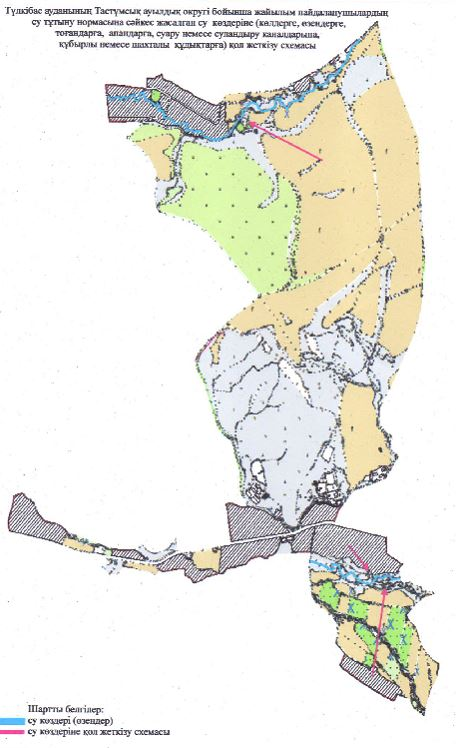 Түлкібас ауданының Тастұмсық ауылдық округі бойынша жайылым пайдаланушылардың
су тұтыну нормасына сәйкес жасалған су көздеріне (көлдерге, өзендерге,
тоғандарға, апандарға, суару немесе суландыру каналдарына,
құбырлы немесе шахталы құдықтарға) қол жеткізу схемасы
Шартты белгілер:
су көздері (өзендер)
су көздеріне қол жеткізу схемасы